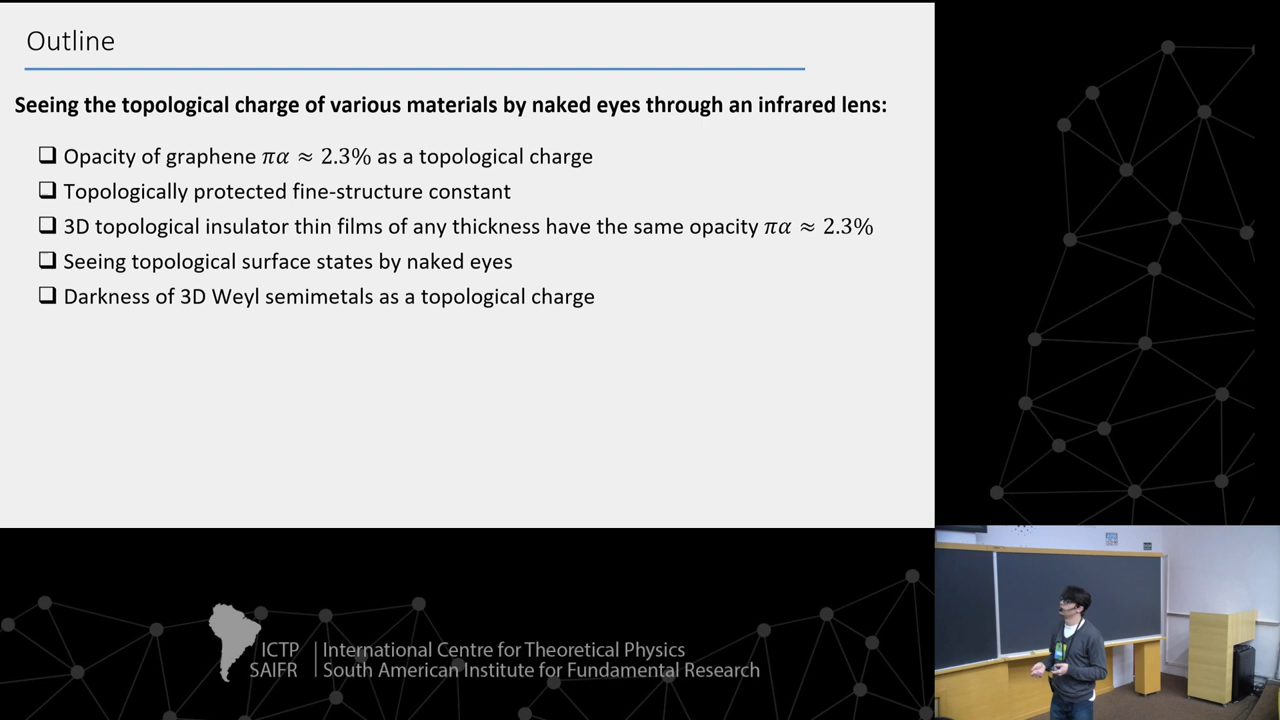 Outline
Seeing the topological charge of various materials by naked eyes through an infrared lens:
❑ Opacity of graphene 𝜋𝛼 ≈ 2.3% as a topological charge
❑ Topologically protected fine-structure constant
❑ 3D topological insulator thin films of any thickness have the same opacity 𝜋𝛼 ≈ 2.3%
❑ Seeing topological surface states by naked eyes
❑ Darkness of 3D Weyl semimetals as a topological charge
ICTP | International Centre for Theoretical Physics
SAIFR | South American Institute for Fundamental Research